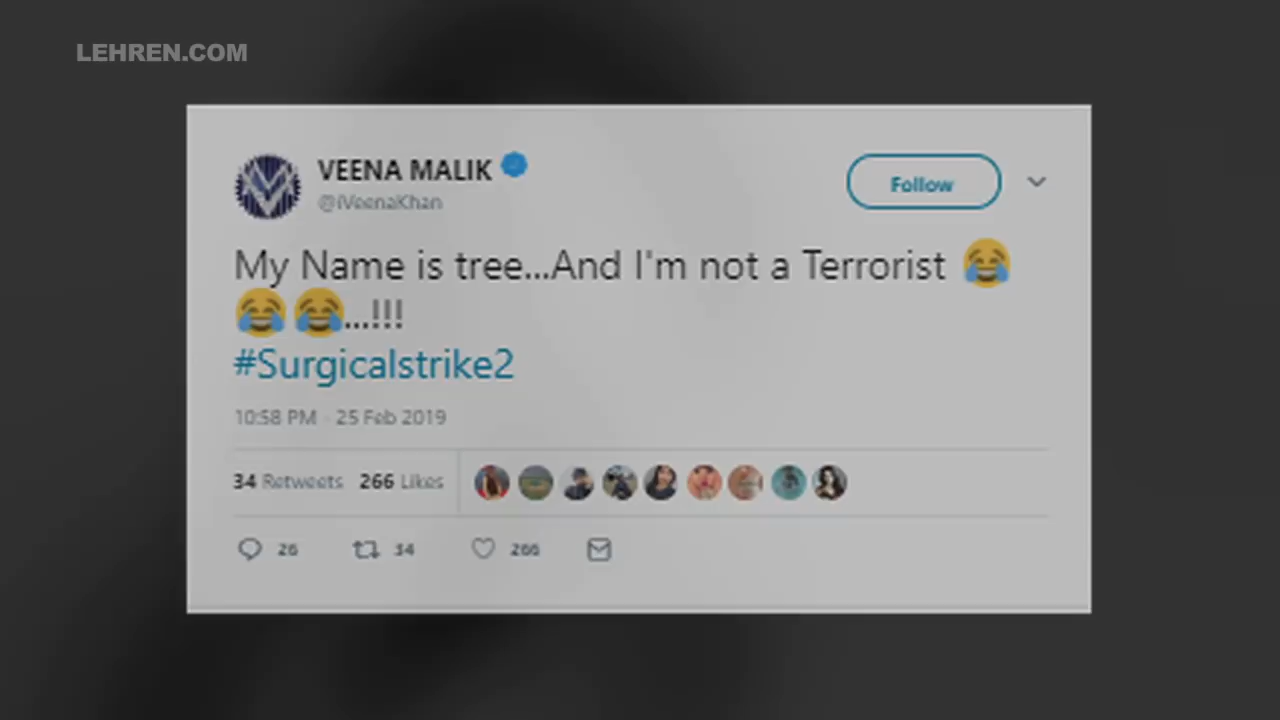 LEHREN.COM
VEENA MALIK
@iVeenaKhan
Follow
My Name is tree...And I'm not a Terrorist 😂
😂 😂...!!!
#Surgicalstrike2
10:58 PM - 25 Feb 2019
34 Retweets 266 Likes
26 34 266